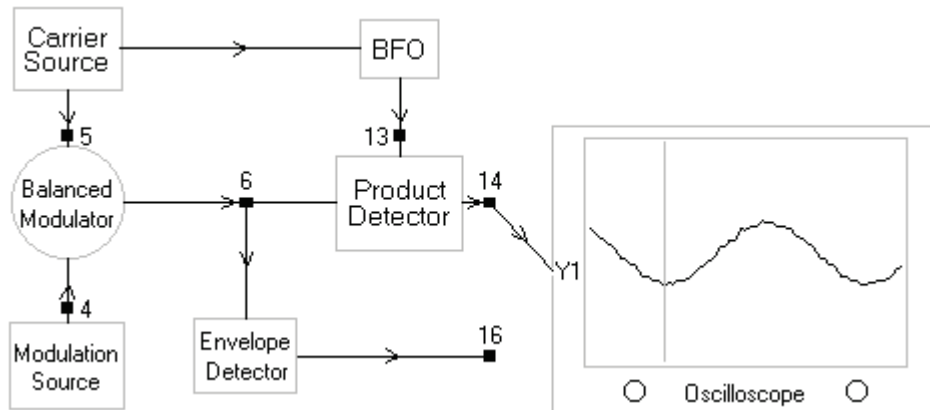 Carrier
Source
BFO
5
13
Balanced
Modulator
6
Product
Detector
14
Y1
4
Modulation
Source
Envelope
Detector
16
Oscilloscope